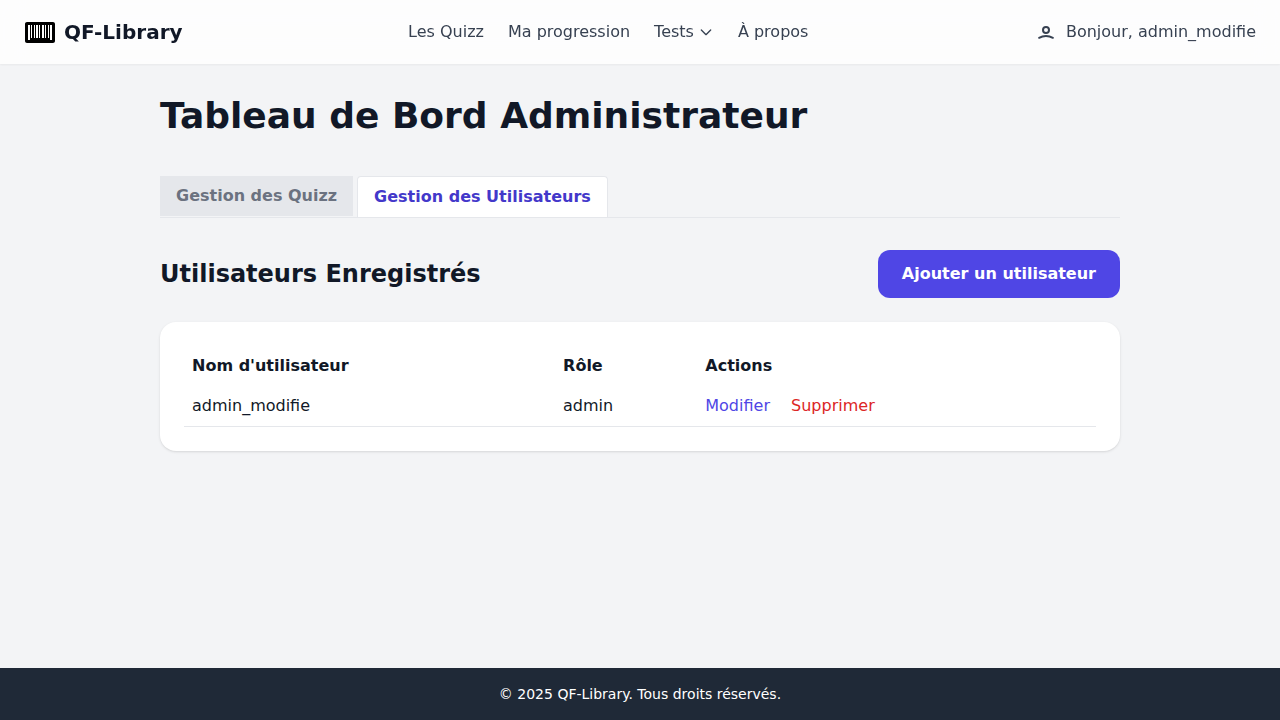 QF-Library
Les Quizz
Ma progression
Tests
À propos
Bonjour, admin_modifie
Tableau de Bord Administrateur
Gestion des Quizz
Gestion des Utilisateurs
Utilisateurs Enregistrés
Ajouter un utilisateur
Nom d'utilisateur
Rôle
Actions
admin_modifie
admin
Modifier
Supprimer
© 2025 QF-Library. Tous droits réservés.